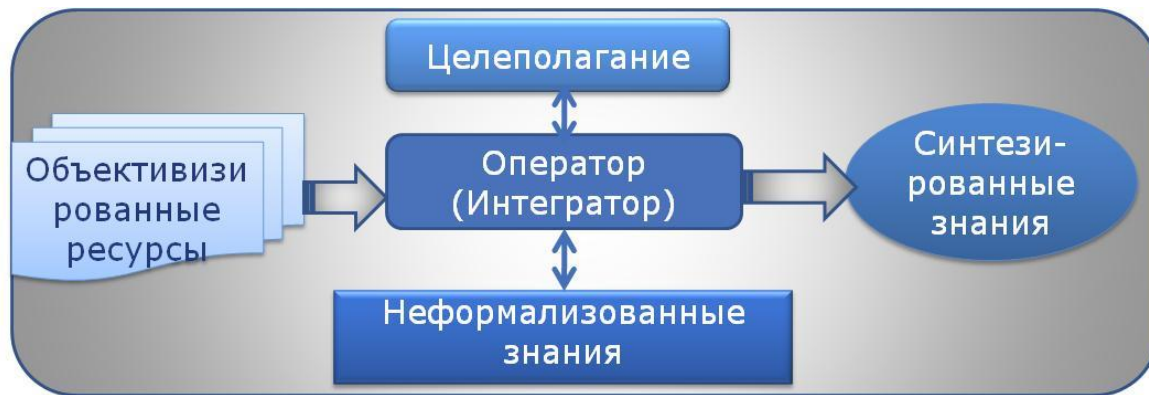 Целеполагание
Объективизи
рованные
ресурсы
Оператор
(Интегратор)
Синтези-
рованные
знания
Неформализованные
знания